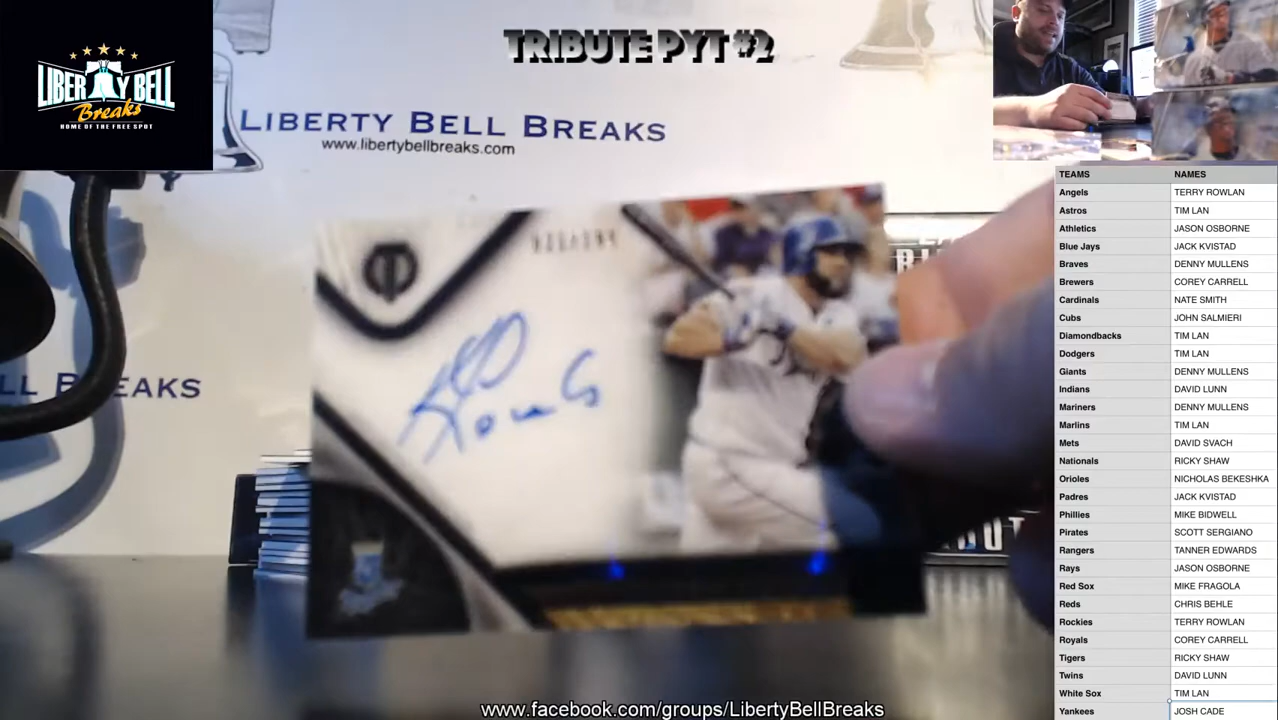 TRIBUTE PYT #2
LIBERTY BELL
Breaks
HOME OF THE FREE SPOT
LIBERTY BELL BREAKS
www.libertybellbreaks.com
ELL BREAKS
TEAMS NAMES
Angels TERRY ROWLAN
Astros TIM LAN
Athletics JASON OSBORNE
Blue Jays JACK KVISTAD
Braves DENNY MULLENS
Brewers COREY CARRELL
Cardinals NATE SMITH
Cubs JOHN SALMIERI
Diamondbacks TIM LAN
Dodgers TIM LAN
Giants DENNY MULLENS
Indians DAVID LUNN
Mariners DENNY MULLENS
Marlins TIM LAN
Mets DAVID SVACH
Nationals RICKY SHAW
Orioles NICHOLAS BEKESHKA
Padres JACK KVISTAD
Phillies MIKE BIDWELL
Pirates SCOTT SERGIANO
Rangers TANNER EDWARDS
Rays JASON OSBORNE
Red Sox MIKE FRAGOLA
Reds CHRIS BEHLE
Rockies TERRY ROWLAN
Royals COREY CARRELL
Tigers RICKY SHAW
Twins DAVID LUNN
White Sox TIM LAN
Yankees JOSH CADE
www.facebook.com/groups/LibertyBellBreaks